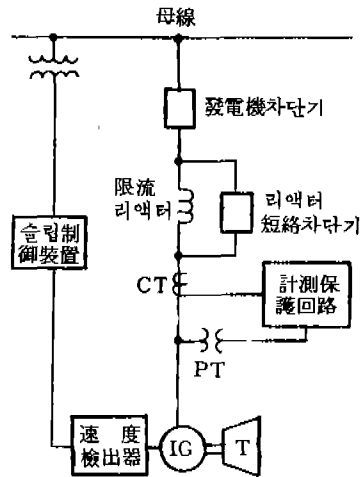 母線
發電機차단기
限流
리액터
리액터
短絡차단기
슬립制
御裝置
CT
計測保
護回路
PT
速度
檢出器
IG
T